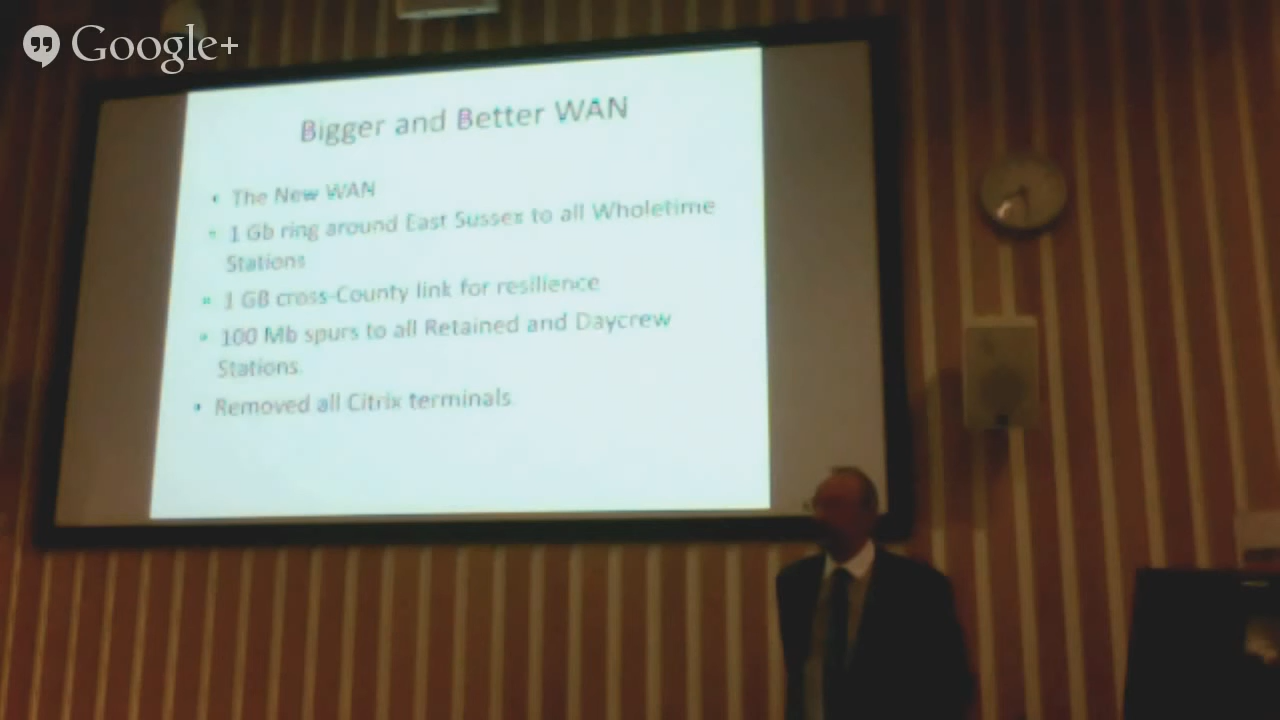 Google+
Bigger and Better WAN
The New WAN
1 Gb ring around East Sussex to all Wholetime
Stations
1 GB cross-County link for resilience
100 Mb spurs to all Retained and Daycrew
Stations.
Removed all Citrix terminals